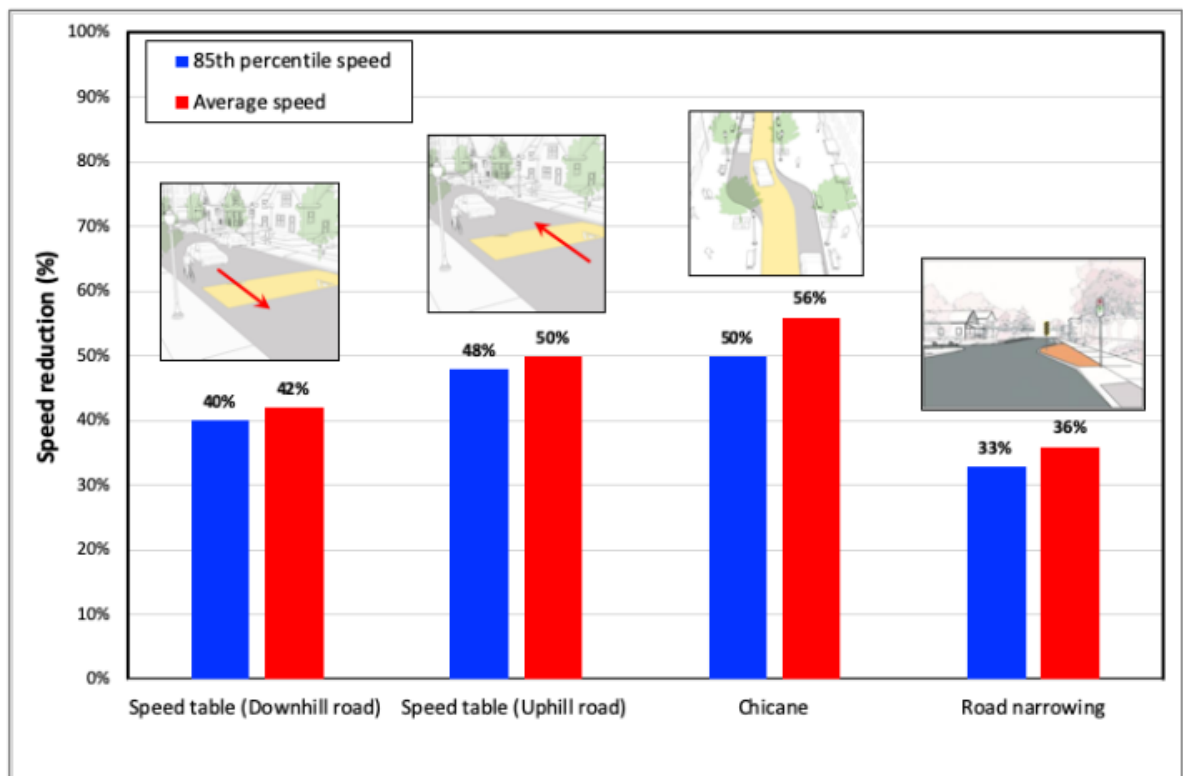 100%
90%
80%
70%
60%
50%
40%
30%
20%
10%
0%
Speed reduction (%)
85th percentile speed
Average speed
40%
42%
48%
50%
50%
56%
33%
36%
Speed table (Downhill road)
Speed table (Uphill road)
Chicane
Road narrowing